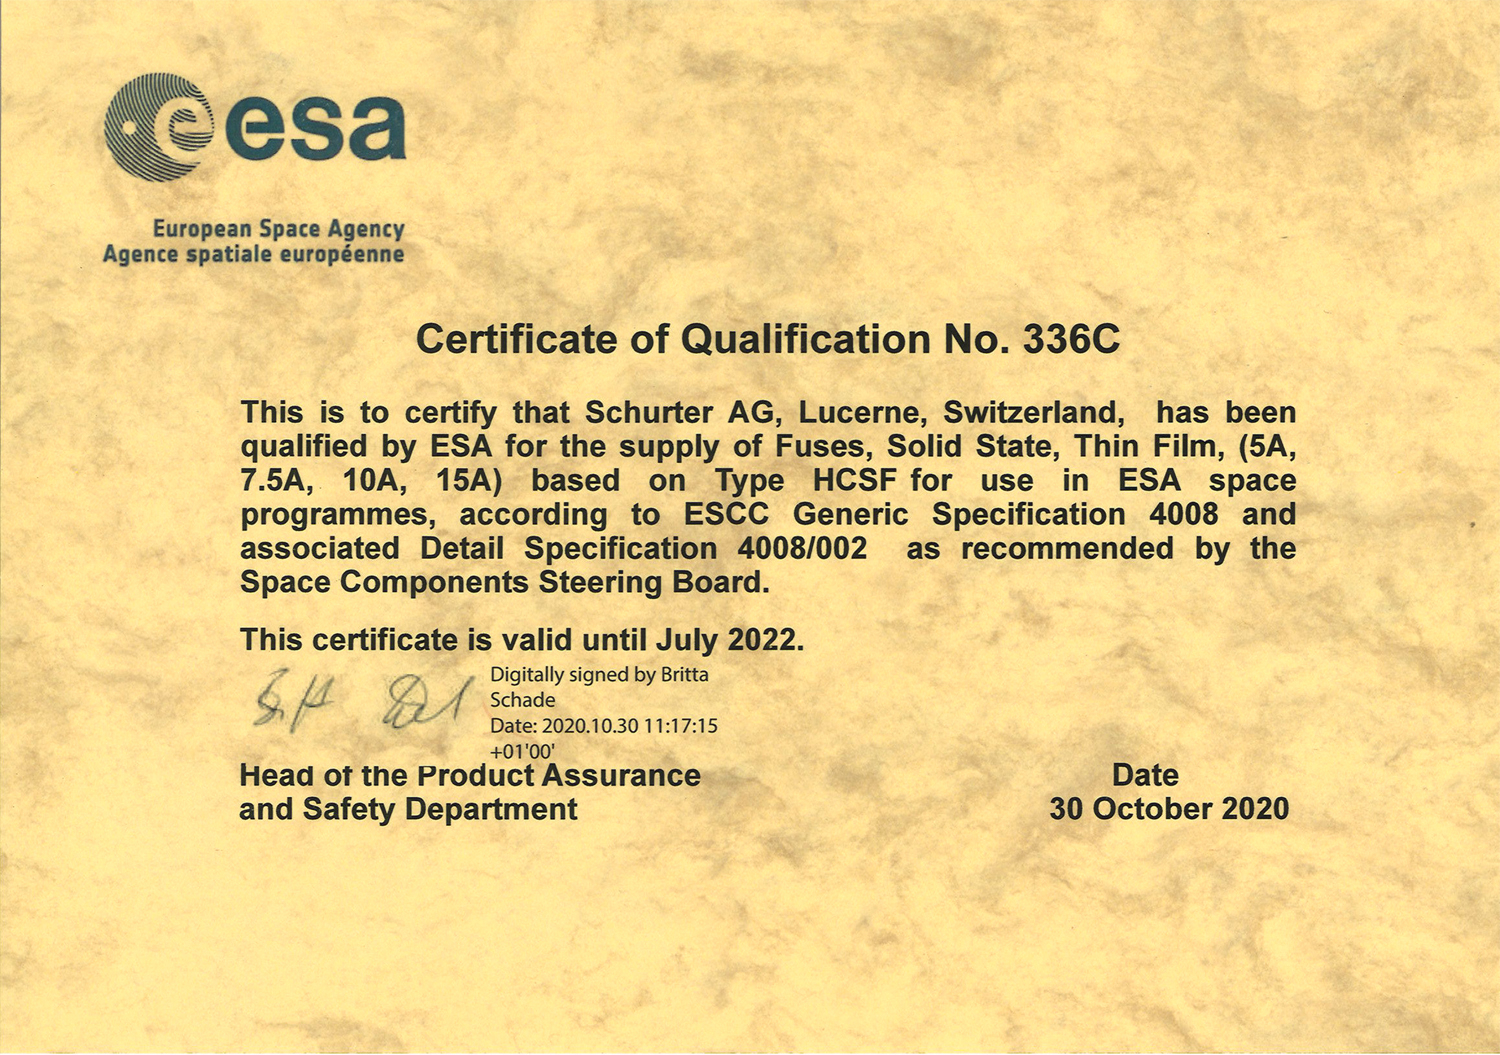 esa
European Space Agency
Agence spatiale européenne
Certificate of Qualification No. 336C
This is to certify that Schurter AG, Lucerne, Switzerland, has been
qualified by ESA for the supply of Fuses, Solid State, Thin Film, (5A,
7.5A, 10A, 15A) based on Type HCSF for use in ESA space
programmes, according to ESCC Generic Specification 4008 and
associated Detail Specification 4008/002 as recommended by the
Space Components Steering Board.
This certificate is valid until July 2022.
Digitally signed by Britta
Schade
Date: 2020.10.30 11:17:15
+01'00'
Head of the Product Assurance
and Safety Department
Date
30 October 2020